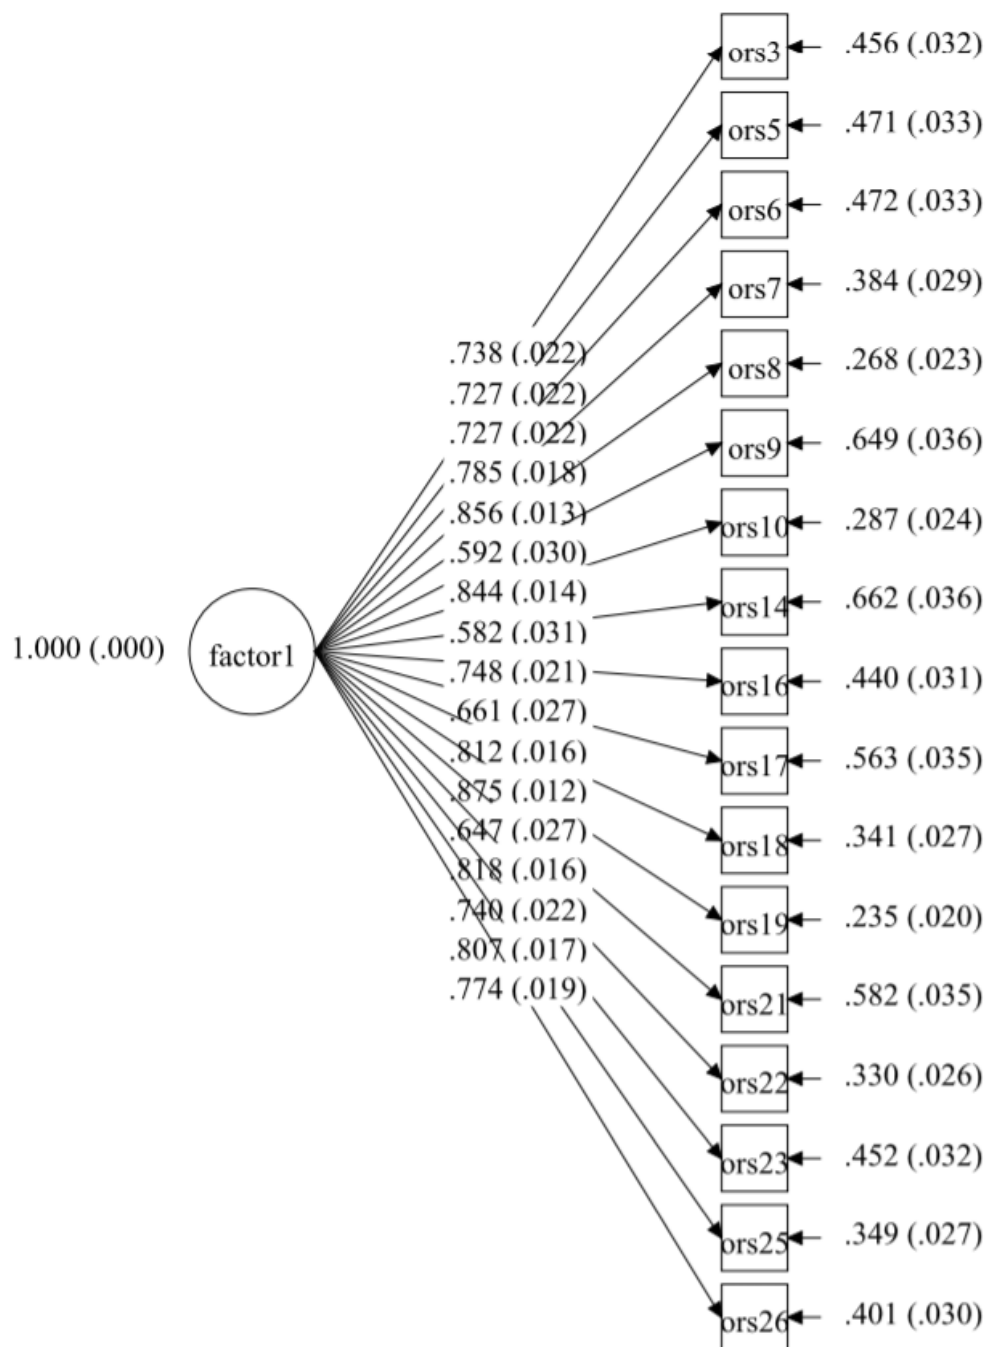 ors3 .456 (.032)
ors5 .471 (.033)
ors6 .472 (.033)
ors7 .384 (.029)
.738 (.022)
ors8 .268 (.023)
.727 (.022)
.727 (.022)
ors9 .649 (.036)
.785 (.018)
.856 (.013)
ors10 .287 (.024)
.592 (.030)
.844 (.014)
ors14 .662 (.036)
.582 (.031)
1.000 (.000) factor1
.748 (.021)
ors16 .440 (.031)
.661 (.027)
.812 (.016)
ors17 .563 (.035)
.875 (.012)
.647 (.027)
ors18 .341 (.027)
.818 (.016)
.740 (.022)
ors19 .235 (.020)
.807 (.017)
.774 (.019)
ors21 .582 (.035)
ors22 .330 (.026)
ors23 .452 (.032)
ors25 .349 (.027)
ors26 .401 (.030)